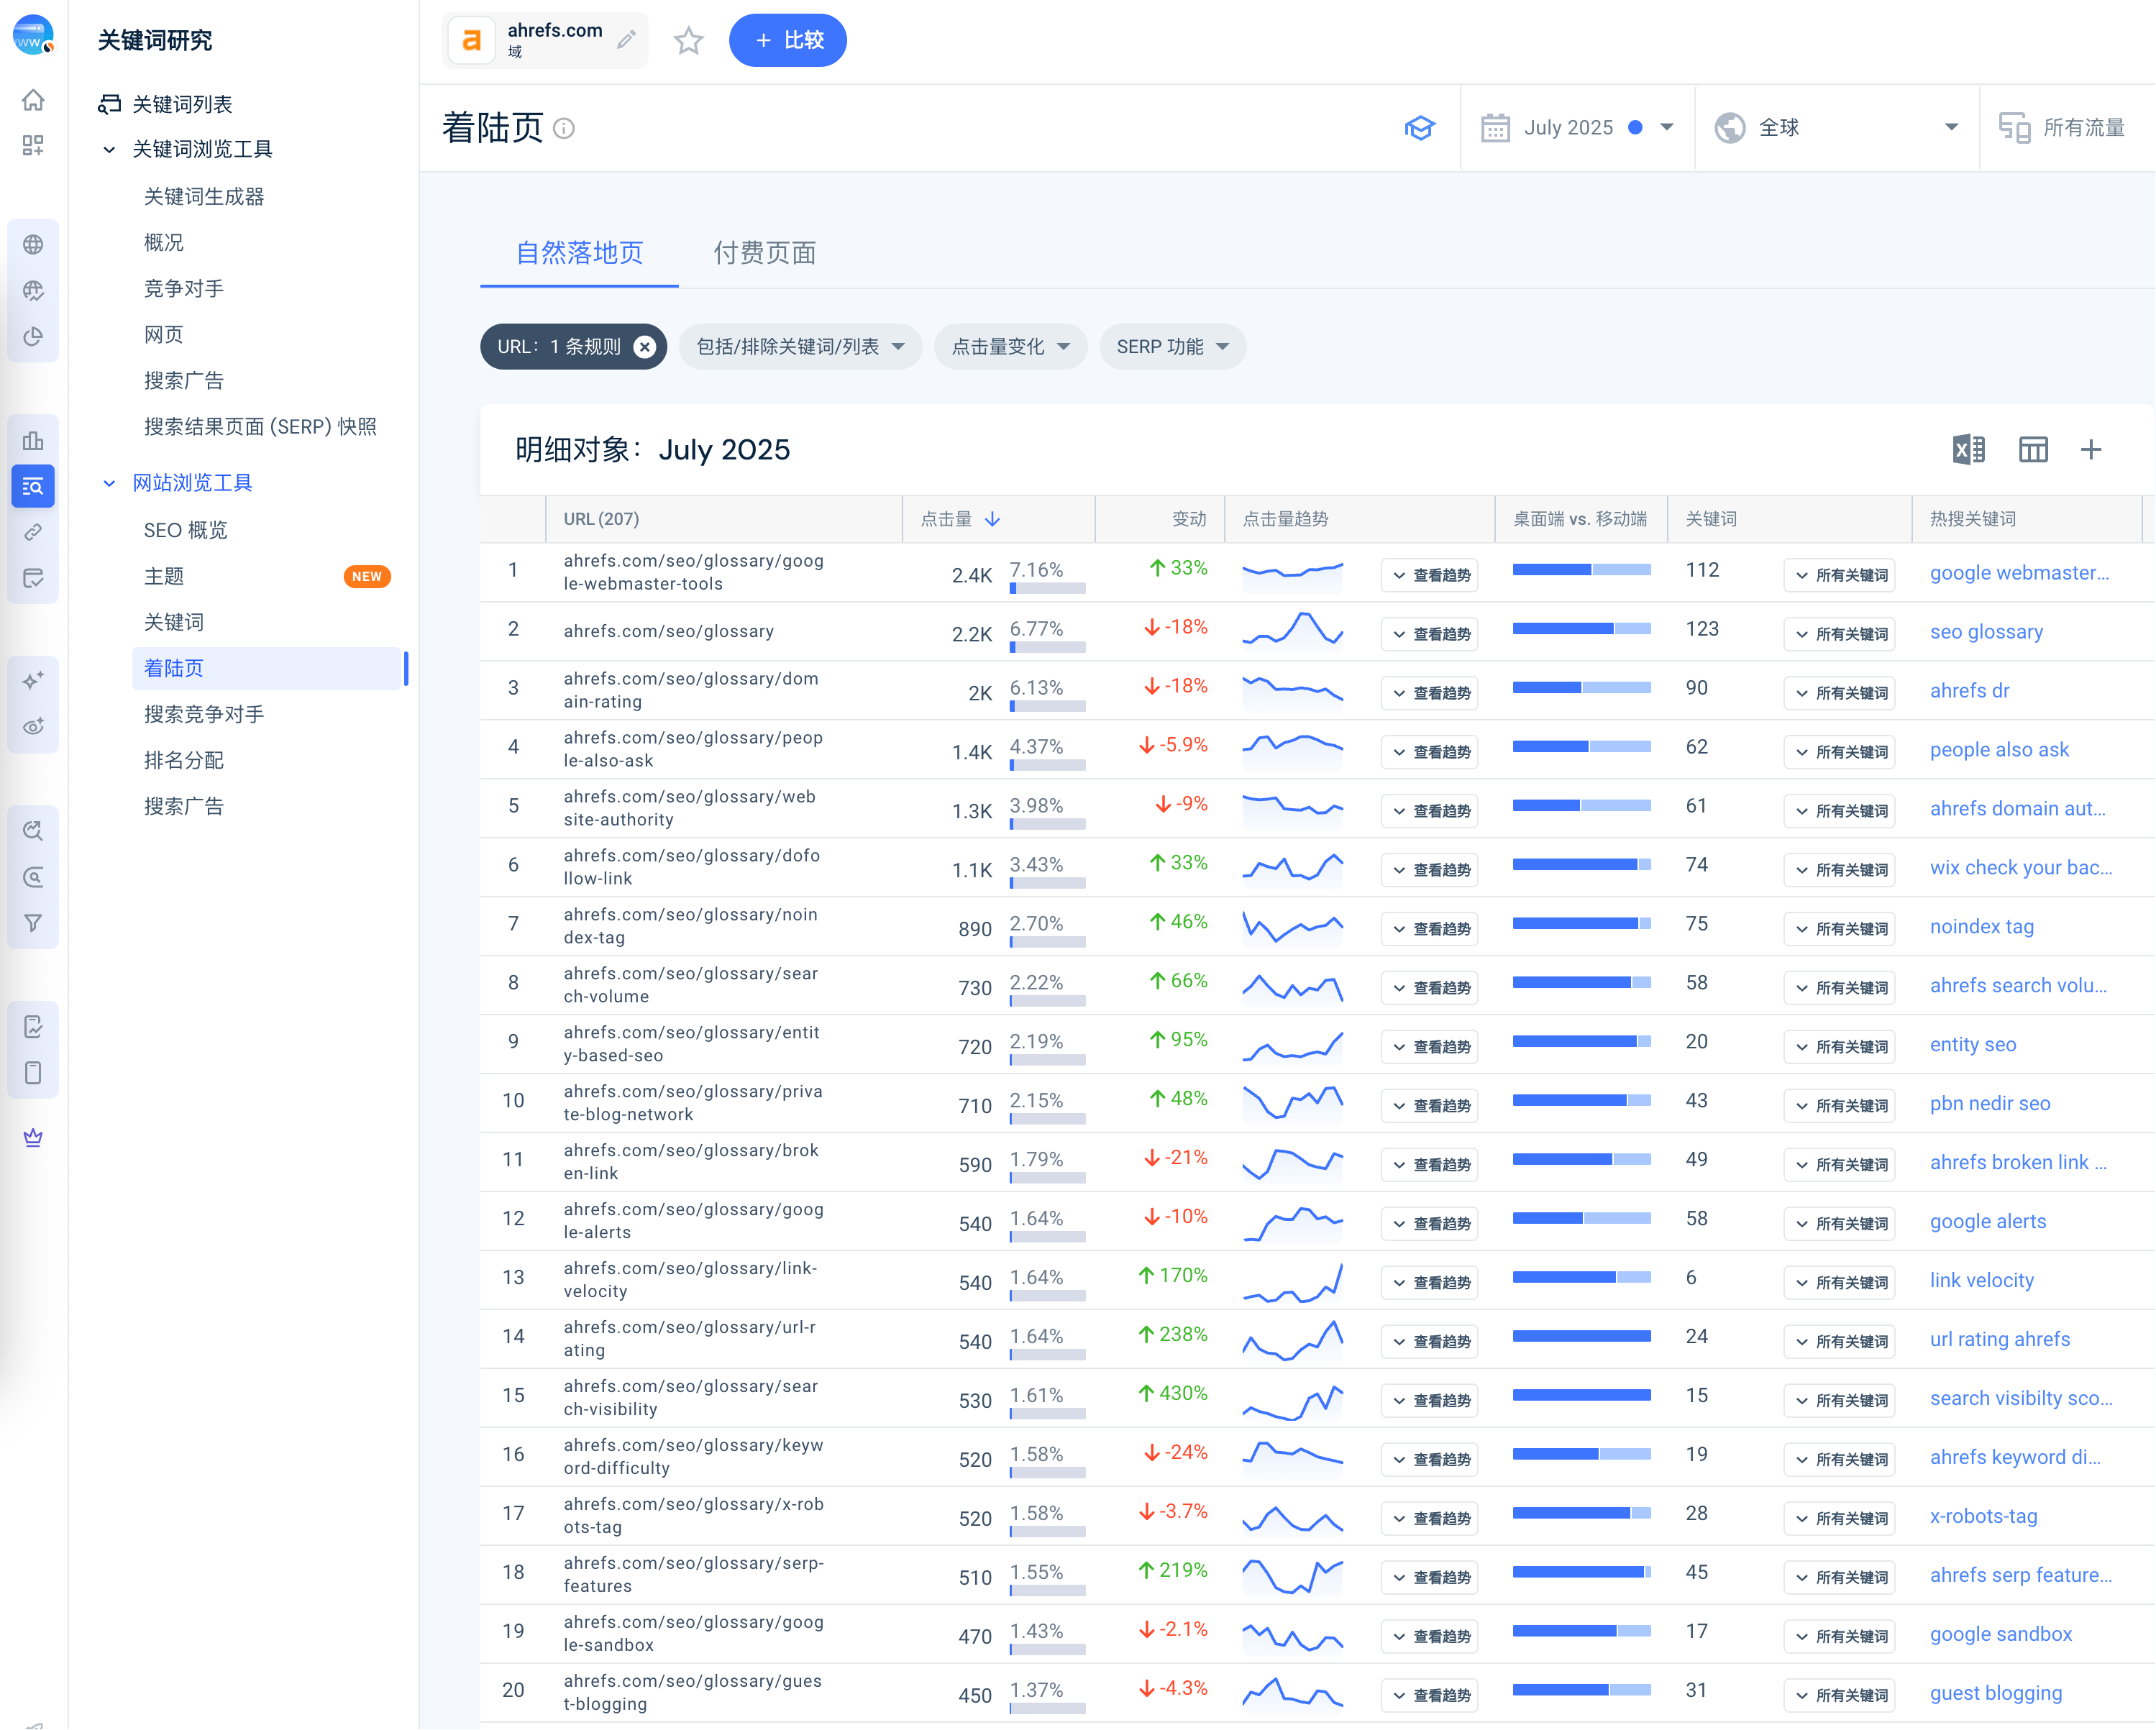 关键词研究
关键词列表
关键词浏览工具
关键词生成器
概况
竞争对手
网页
搜索广告
搜索结果页面 (SERP) 快照
网站浏览工具
SEO 概览
主题
NEW
关键词
着陆页
搜索竞争对手
排名分配
搜索广告
a
ahrefs.com
域
+ 比较
着陆页
July 2025
全球
所有流量
自然落地页
付费页面
URL: 1 条规则
包括/排除关键词/列表
点击量变化
SERP 功能
明细对象: July 2025
URL (207) 点击量 变动 点击量趋势 桌面端 vs. 移动端 关键词 热搜关键词
1 ahrefs.com/seo/glossary/goog
le-webmaster-tools 2.4K 7.16% 33% 查看趋势 112 所有关键词 google webmaster...
2 ahrefs.com/seo/glossary 2.2K 6.77% -18% 查看趋势 123 所有关键词 seo glossary
3 ahrefs.com/seo/glossary/dom
ain-rating 2K 6.13% -18% 查看趋势 90 所有关键词 ahrefs dr
4 ahrefs.com/seo/glossary/peop
le-also-ask 1.4K 4.37% -5.9% 查看趋势 62 所有关键词 people also ask
5 ahrefs.com/seo/glossary/web
site-authority 1.3K 3.98% -9% 查看趋势 61 所有关键词 ahrefs domain aut...
6 ahrefs.com/seo/glossary/dofo
llow-link 1.1K 3.43% 33% 查看趋势 74 所有关键词 wix check your bac...
7 ahrefs.com/seo/glossary/noin
dex-tag 890 2.70% 46% 查看趋势 75 所有关键词 noindex tag
8 ahrefs.com/seo/glossary/sear
ch-volume 730 2.22% 66% 查看趋势 58 所有关键词 ahrefs search volu...
9 ahrefs.com/seo/glossary/entit
y-based-seo 720 2.19% 95% 查看趋势 20 所有关键词 entity seo
10 ahrefs.com/seo/glossary/priva
te-blog-network 710 2.15% 48% 查看趋势 43 所有关键词 pbn nedir seo
11 ahrefs.com/seo/glossary/brok
en-link 590 1.79% -21% 查看趋势 49 所有关键词 ahrefs broken link ...
12 ahrefs.com/seo/glossary/goog
le-alerts 540 1.64% -10% 查看趋势 58 所有关键词 google alerts
13 ahrefs.com/seo/glossary/link-
velocity 540 1.64% 170% 查看趋势 6 所有关键词 link velocity
14 ahrefs.com/seo/glossary/url-r
ating 540 1.64% 238% 查看趋势 24 所有关键词 url rating ahrefs
15 ahrefs.com/seo/glossary/sear
ch-visibility 530 1.61% 430% 查看趋势 15 所有关键词 search visibilty sco...
16 ahrefs.com/seo/glossary/keyw
ord-difficulty 520 1.58% -24% 查看趋势 19 所有关键词 ahrefs keyword di...
17 ahrefs.com/seo/glossary/x-rob
ots-tag 520 1.58% -3.7% 查看趋势 28 所有关键词 x-robots-tag
18 ahrefs.com/seo/glossary/serp-
features 510 1.55% 219% 查看趋势 45 所有关键词 ahrefs serp feature...
19 ahrefs.com/seo/glossary/goog
le-sandbox 470 1.43% -2.1% 查看趋势 17 所有关键词 google sandbox
20 ahrefs.com/seo/glossary/gues
t-blogging 450 1.37% -4.3% 查看趋势 31 所有关键词 guest blogging